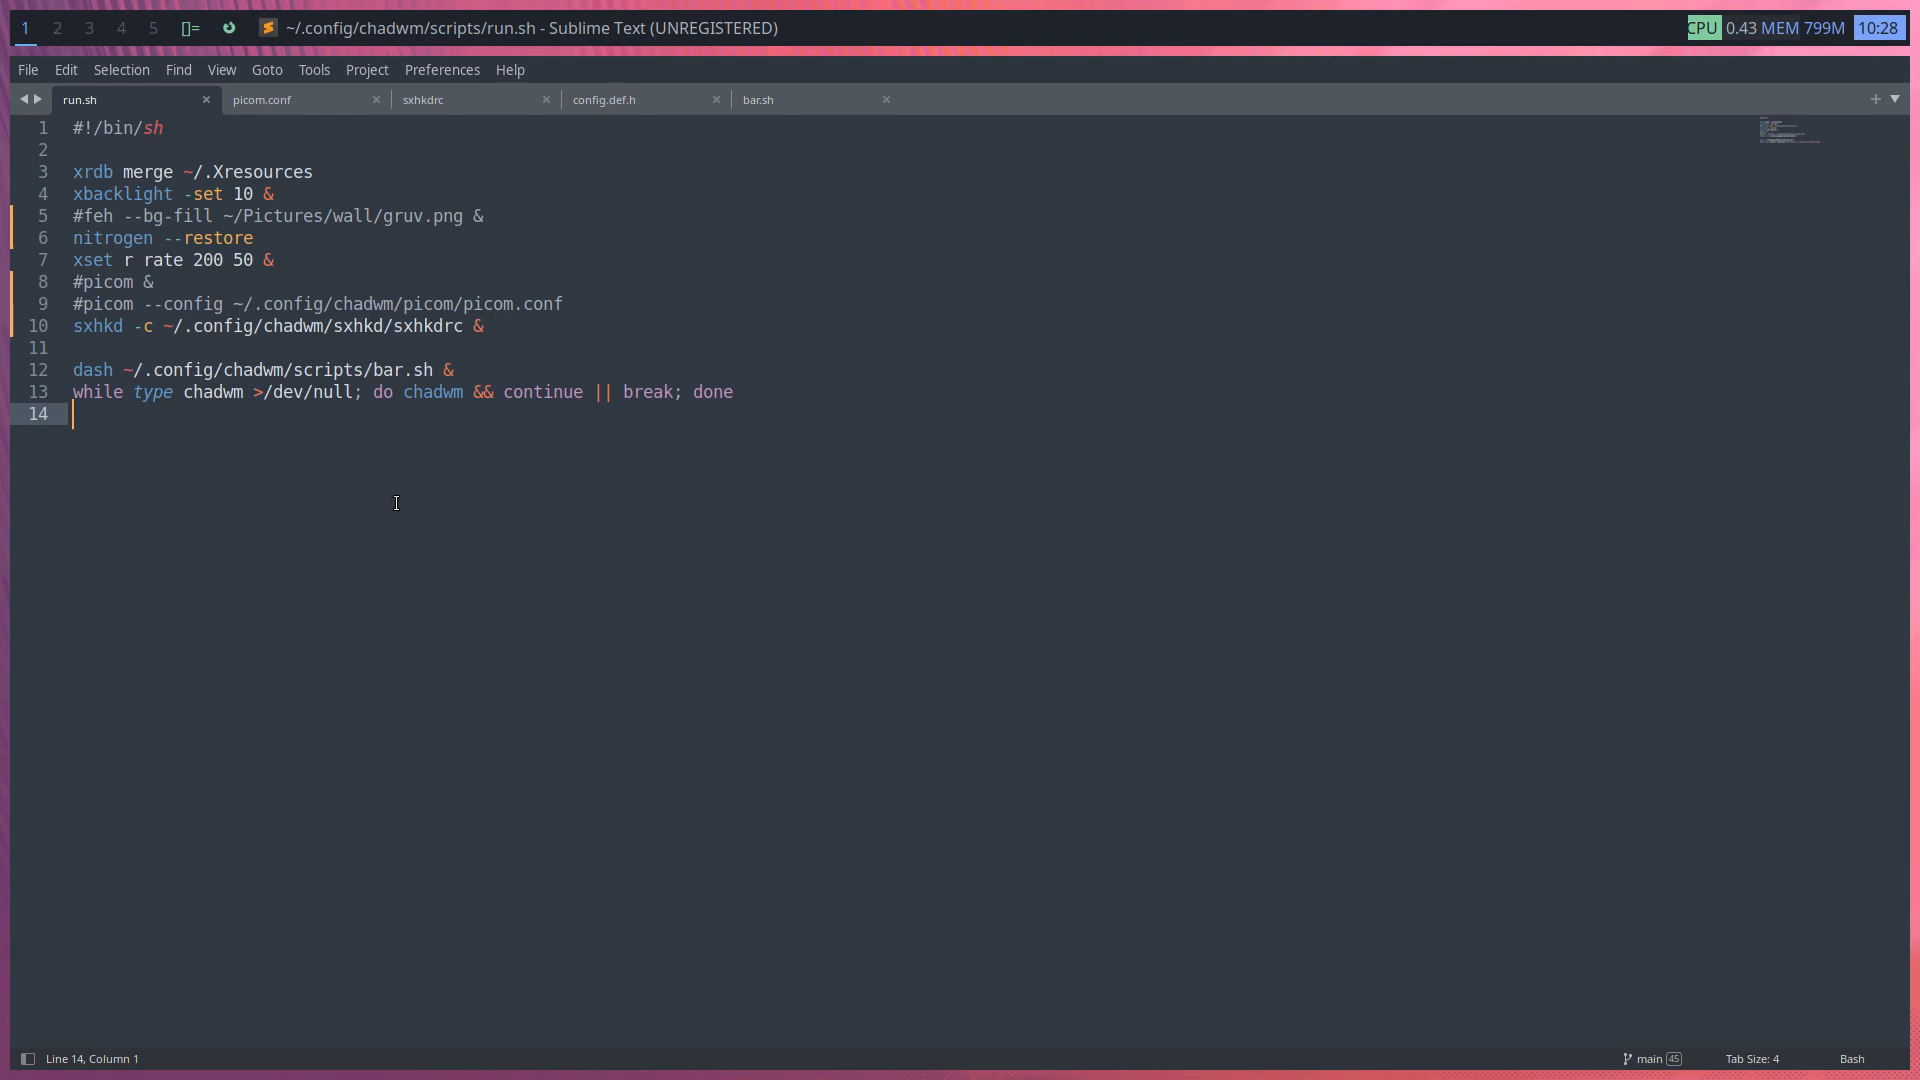 1 2 3 4 5 []= ~/.config/chadwm/scripts/run.sh - Sublime Text (UNREGISTERED) CPU 0.43 MEM 799M 10:28
File Edit Selection Find View Goto Tools Project Preferences Help
run.sh picom.conf sxhkdrc config.def.h bar.sh
1 #!/bin/sh
2
3 xrdb merge ~/.Xresources
4 xbacklight -set 10 &
5 #feh --bg-fill ~/Pictures/wall/gruv.png &
6 nitrogen --restore
7 xset r rate 200 50 &
8 #picom &
9 #picom --config ~/.config/chadwm/picom/picom.conf
10 sxhkd -c ~/.config/chadwm/sxhkd/sxhkdrc &
11
12 dash ~/.config/chadwm/scripts/bar.sh &
13 while type chadwm >/dev/null; do chadwm && continue || break; done
14
Line 14, Column 1 main 45 Tab Size: 4 Bash